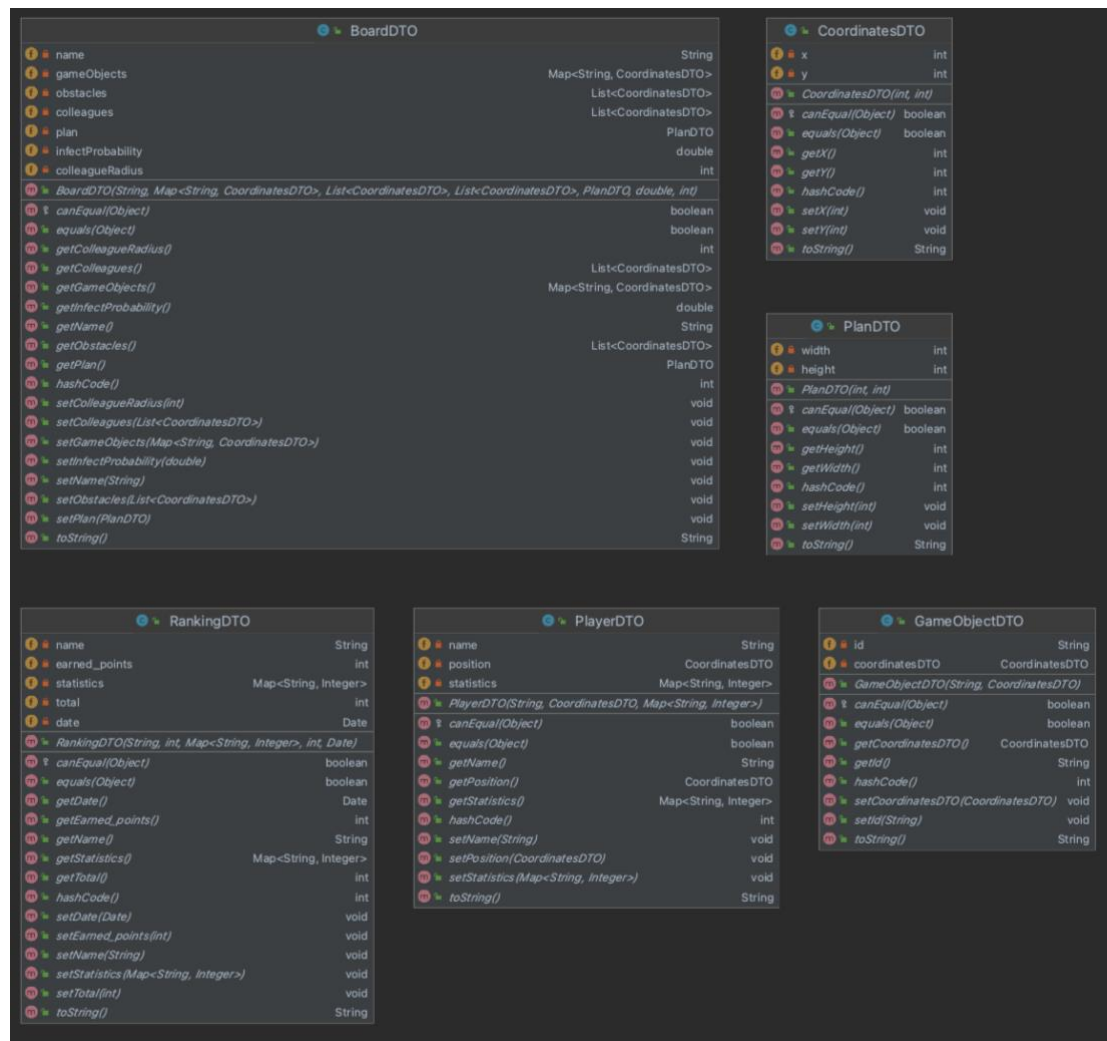 BoardDTO
name String
gameObjects Map<String, CoordinatesDTO>
obstacles List<CoordinatesDTO>
colleagues List<CoordinatesDTO>
plan PlanDTO
infectProbability double
colleagueRadius int
BoardDTO(String, Map<String, CoordinatesDTO>, List<CoordinatesDTO>, List<CoordinatesDTO>, PlanDTO, double, int)
canEqual(Object) boolean
equals(Object) boolean
getColleagueRadius() int
getColleagues() List<CoordinatesDTO>
getGameObjects() Map<String, CoordinatesDTO>
getInfectProbability() double
getName() String
getObstacles() List<CoordinatesDTO>
getPlan() PlanDTO
hashCode() int
setColleagueRadius(int) void
setColleagues(List<CoordinatesDTO>) void
setGameObjects(Map<String, CoordinatesDTO>) void
setInfectProbability(double) void
setName(String) void
setObstacles(List<CoordinatesDTO>) void
setPlan(PlanDTO) void
toString() String
CoordinatesDTO
x int
y int
CoordinatesDTO(int, int)
canEqual(Object) boolean
equals(Object) boolean
getX() int
getY() int
hashCode() int
setX(int) void
setY(int) void
toString() String
PlanDTO
width int
height int
PlanDTO(int, int)
canEqual(Object) boolean
equals(Object) boolean
getHeight() int
getWidth() int
hashCode() int
setHeight(int) void
setWidth(int) void
toString() String
RankingDTO
name String
earned_points int
statistics Map<String, Integer>
total int
date Date
RankingDTO(String, int, Map<String, Integer>, int, Date)
canEqual(Object) boolean
equals(Object) boolean
getDate() Date
getEarned_points() int
getName() String
getStatistics() Map<String, Integer>
getTotal() int
hashCode() int
setDate(Date) void
setEarned_points(int) void
setName(String) void
setStatistics(Map<String, Integer>) void
setTotal(int) void
toString() String
PlayerDTO
name String
position CoordinatesDTO
statistics Map<String, Integer>
PlayerDTO(String, CoordinatesDTO, Map<String, Integer>)
canEqual(Object) boolean
equals(Object) boolean
getName() String
getPosition() CoordinatesDTO
getStatistics() Map<String, Integer>
hashCode() int
setName(String) void
setPosition(CoordinatesDTO) void
setStatistics(Map<String, Integer>) void
toString() String
GameObjectDTO
id String
coordinatesDTO CoordinatesDTO
GameObjectDTO(String, CoordinatesDTO)
canEqual(Object) boolean
equals(Object) boolean
getCoordinatesDTO() CoordinatesDTO
getId() String
hashCode() int
setCoordinatesDTO(CoordinatesDTO) void
setId(String) void
toString() String